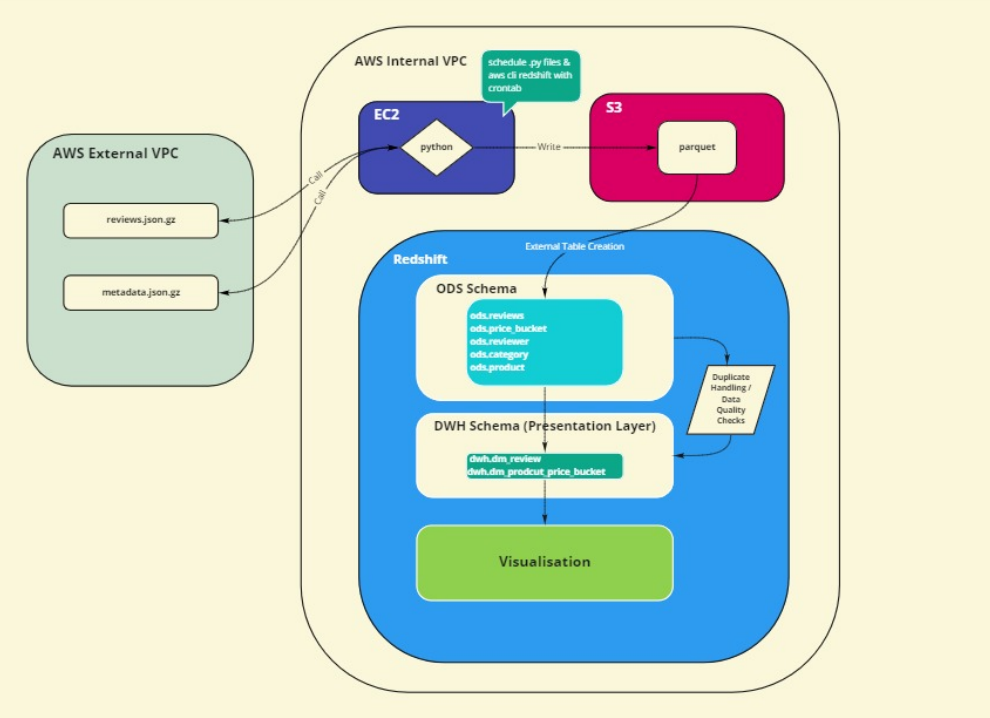 AWS Internal VPC
schedule .py files &
aws cli redshift with
crontab
EC2
python
Write
S3
parquet
AWS External VPC
reviews.json.gz
metadata.json.gz
Call
Call
External Table Creation
Redshift
ODS Schema
ods.reviews
ods.price_bucket
ods.reviewer
ods.category
ods.product
Duplicate
Handling /
Data
Quality
Checks
DWH Schema (Presentation Layer)
dwh.dm_review
dwh.dm_prodcut_price_bucket
Visualisation